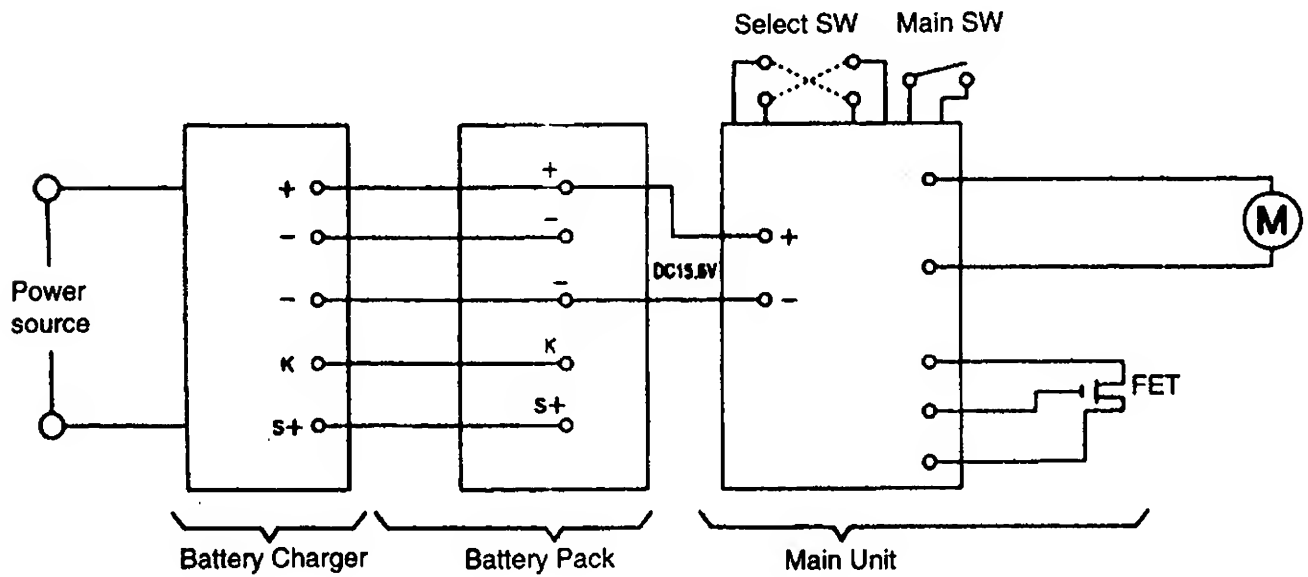 Select SW
Main SW
+
+
+
-
-
DC15.6V
-
-
-
Power
source
K
K
S+
S+
M
FET
Battery Charger
Battery Pack
Main Unit